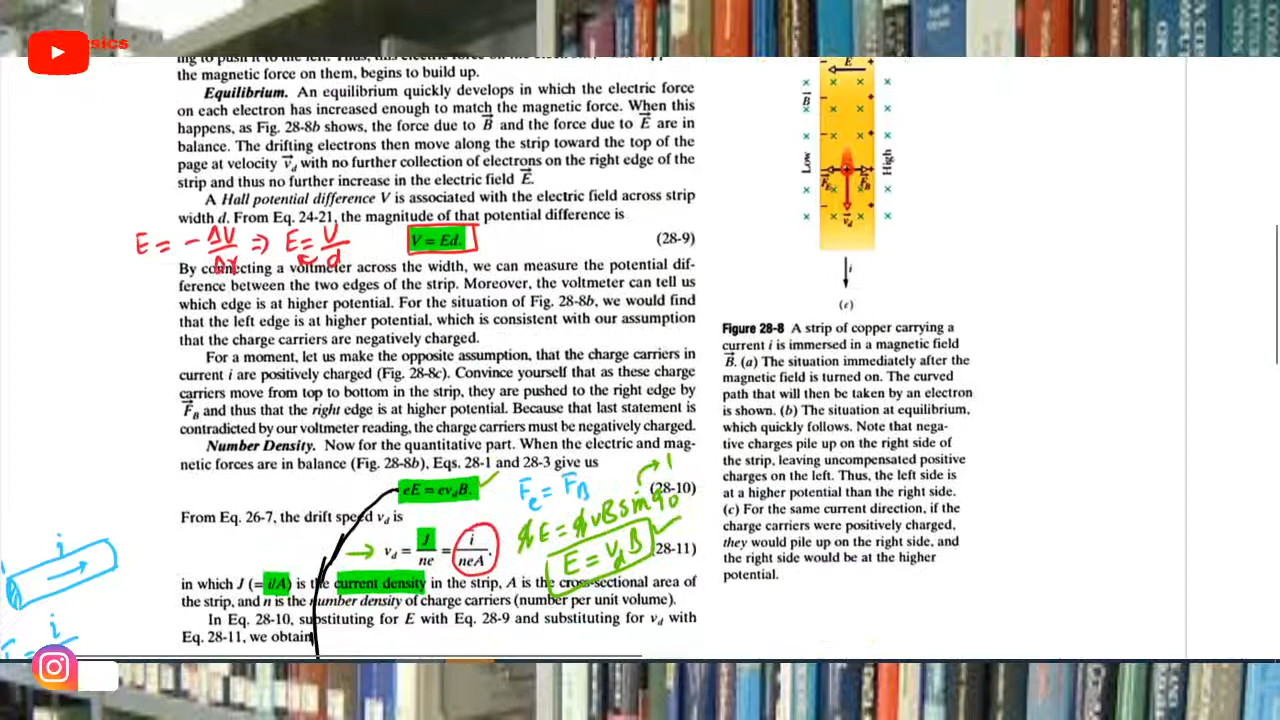 sics
the magnetic force on them, begins to build up.
Equilibrium. An equilibrium quickly develops in which the electric force
on each electron has increased enough to match the magnetic force. When this
happens, as Fig. 28-8b shows, the force due to B⃗ and the force due to E⃗ are in
balance. The drifting electrons then move along the strip toward the top of the
page at velocity v⃗d with no further collection of electrons on the right edge of the
strip and thus no further increase in the electric field E⃗.
A Hall potential difference V is associated with the electric field across strip
width d. From Eq. 24-21, the magnitude of that potential difference is
E = - ΔV/Δx ⇒ E = V/d
V = Ed. (28-9)
By connecting a voltmeter across the width, we can measure the potential dif-
ference between the two edges of the strip. Moreover, the voltmeter can tell us
which edge is at higher potential. For the situation of Fig. 28-8b, we would find
that the left edge is at higher potential, which is consistent with our assumption
that the charge carriers are negatively charged.
For a moment, let us make the opposite assumption, that the charge carriers in
current i are positively charged (Fig. 28-8c). Convince yourself that as these charge
carriers move from top to bottom in the strip, they are pushed to the right edge by
F⃗B and thus that the right edge is at higher potential. Because that last statement is
contradicted by our voltmeter reading, the charge carriers must be negatively charged.
Number Density. Now for the quantitative part. When the electric and mag-
netic forces are in balance (Fig. 28-8b), Eqs. 28-1 and 28-3 give us
eE = evdB. (28-10)
Fe = FB
E = vB sin 90 → 1
E = vd B
From Eq. 26-7, the drift speed vd is
→ vd = J/ne = i/neA, (28-11)
in which J (= i/A) is the current density in the strip, A is the cross-sectional area of
the strip, and n is the number density of charge carriers (number per unit volume).
In Eq. 28-10, substituting for E with Eq. 28-9 and substituting for vd with
Eq. 28-11, we obtain
i
E
B⃗
Low
High
F⃗E
F⃗B
v⃗d
i
(c)
Figure 28-8 A strip of copper carrying a
current i is immersed in a magnetic field
B⃗. (a) The situation immediately after the
magnetic field is turned on. The curved
path that will then be taken by an electron
is shown. (b) The situation at equilibrium,
which quickly follows. Note that nega-
tive charges pile up on the right side of
the strip, leaving uncompensated positive
charges on the left. Thus, the left side is
at a higher potential than the right side.
(c) For the same current direction, if the
charge carriers were positively charged,
they would pile up on the right side, and
the right side would be at the higher
potential.